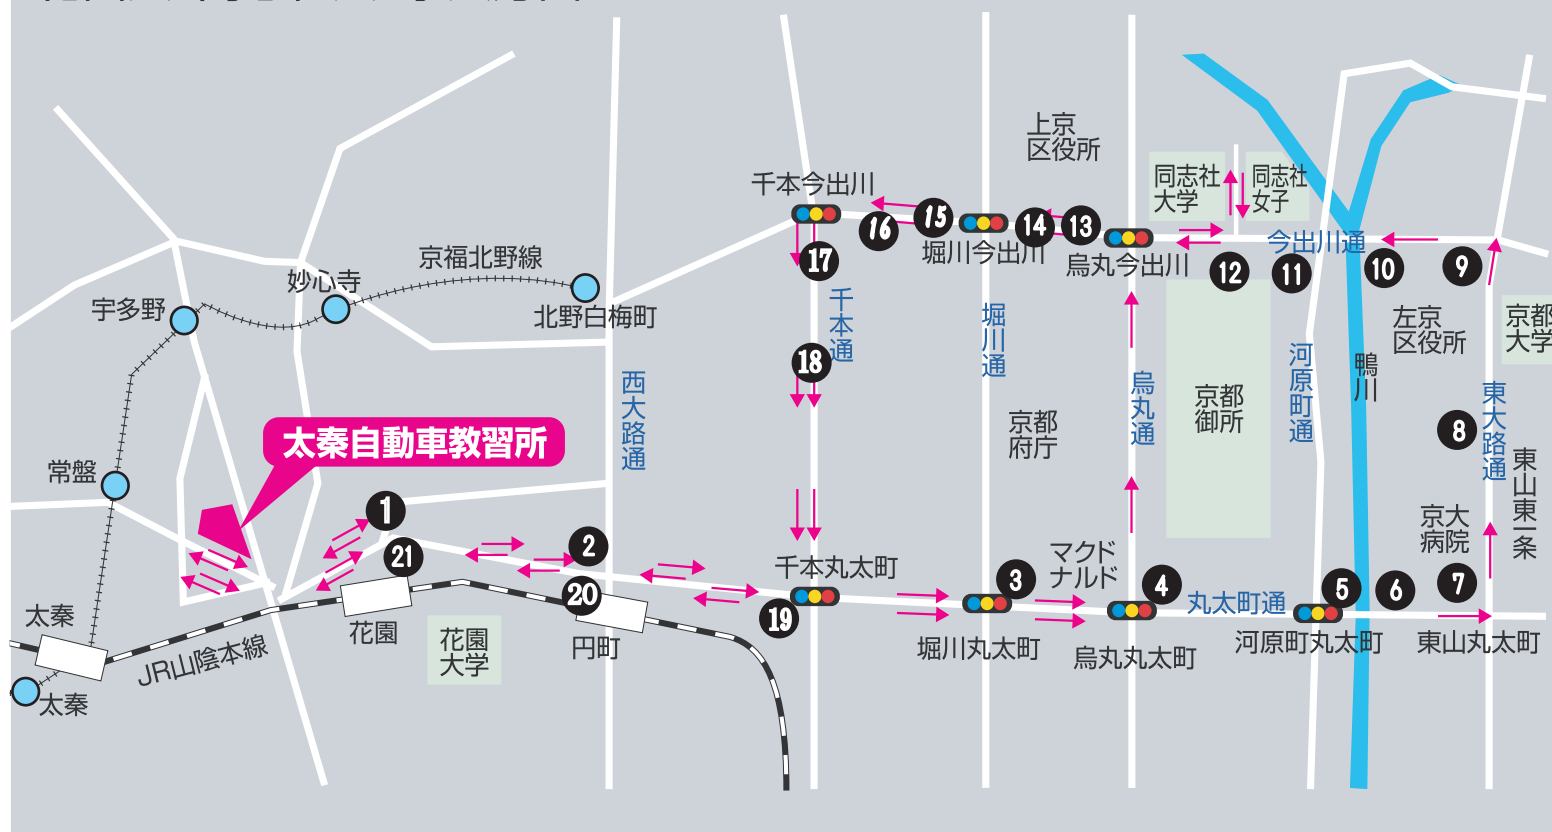 上京
区役所
千本今出川
同志社
大学
同志社
女子
16
15
14
13
堀川今出川
烏丸今出川
今出川通
12
11
10
9
京福北野線
妙心寺
宇多野
北野白梅町
17
千本通
18
堀川通
烏丸通
京都
御所
河原町通
鴨川
左京
区役所
京都
大学
西大路通
京都
府庁
東大路通
8
東山東一条
太秦自動車教習所
常盤
1
21
2
20
京大
病院
7
マクド
ナルド
千本丸太町
19
3
4
丸太町通
5
6
太秦
太秦
JR山陰本線
花園
花園
大学
円町
堀川丸太町
烏丸丸太町
河原町丸太町
東山丸太町